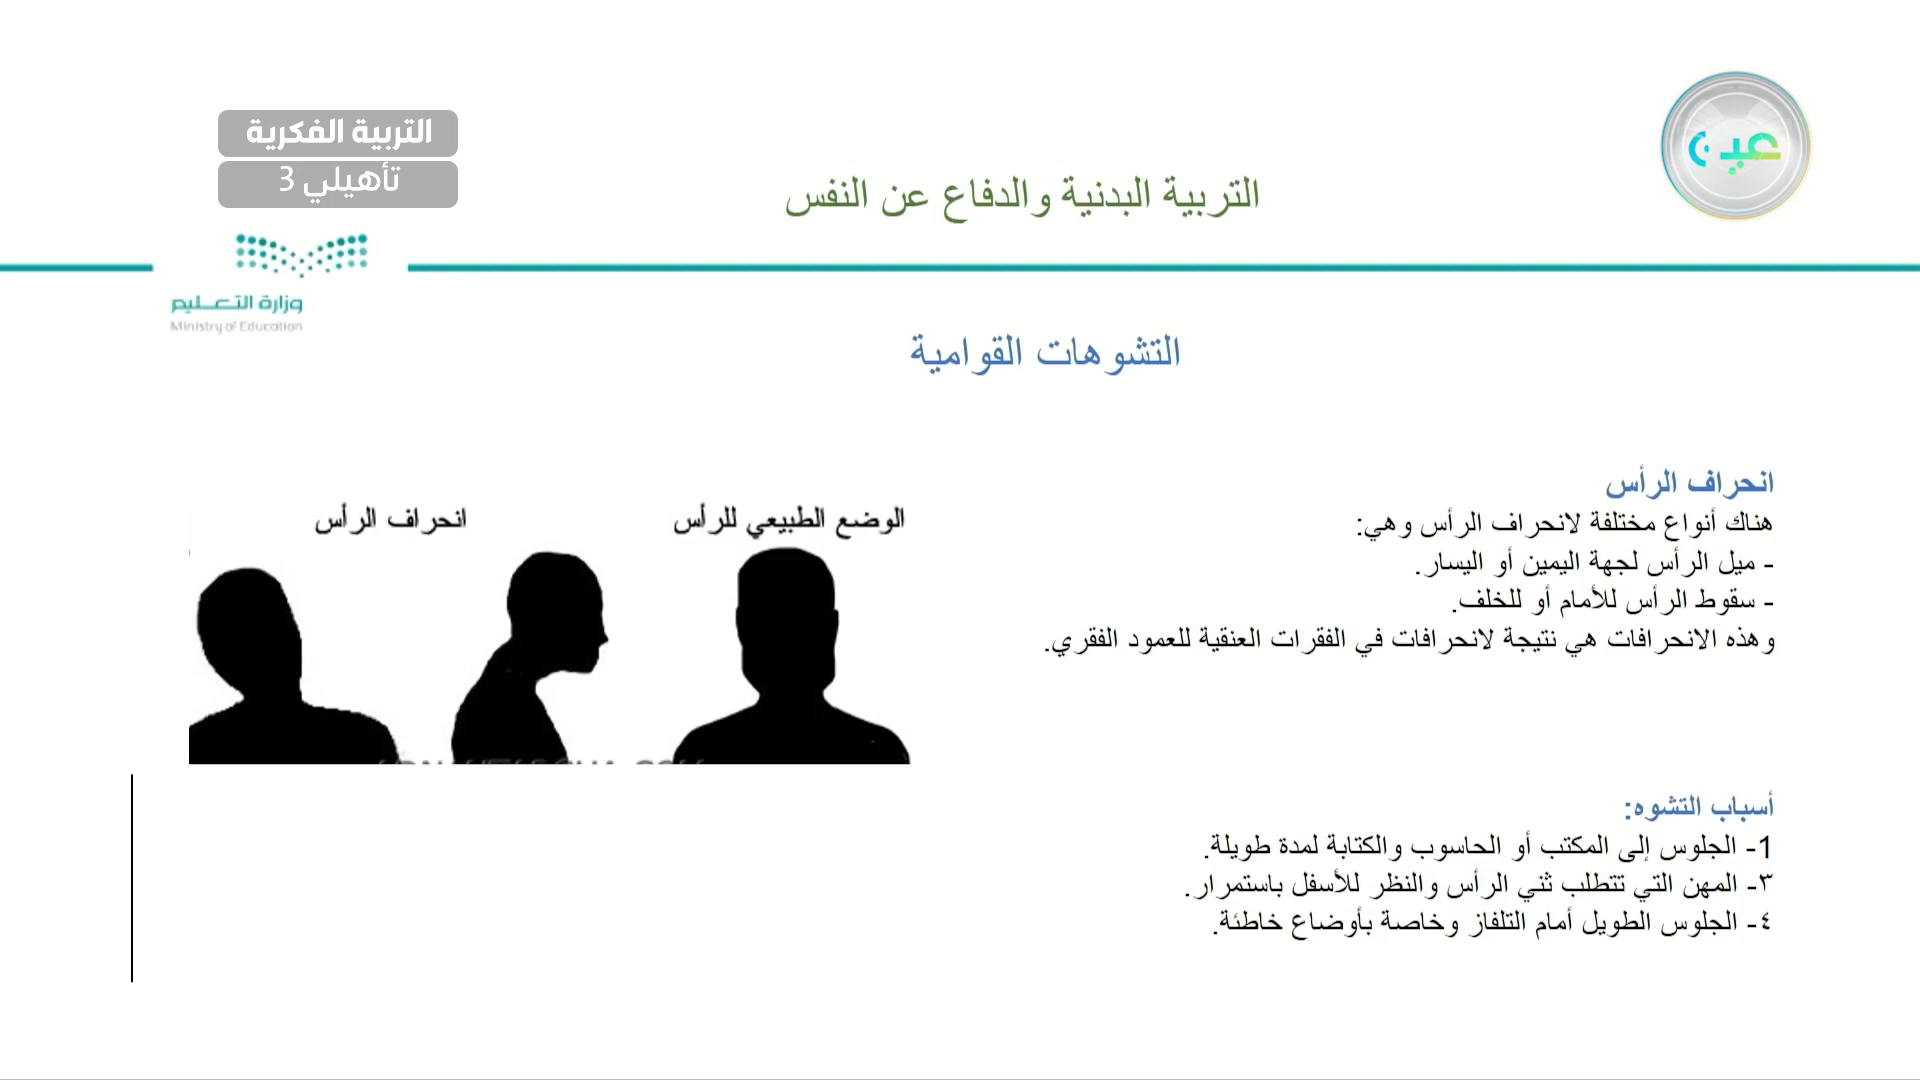 التربية الفكرية
تأهيلي 3
عين
التربية البدنية والدفاع عن النفس
وزارة التعليم
Ministry of Education
التشوهات القوامية
انحراف الرأس
هناك أنواع مختلفة لانحراف الرأس وهي:
- ميل الرأس لجهة اليمين أو اليسار.
- سقوط الرأس للأمام أو للخلف.
وهذه الانحرافات هي نتيجة لانحرافات في الفقرات العنقية للعمود الفقري.
الوضع الطبيعي للرأس
انحراف الرأس
أسباب التشوه:
1- الجلوس إلى المكتب أو الحاسوب والكتابة لمدة طويلة.
٣- المهن التي تتطلب ثني الرأس والنظر للأسفل باستمرار.
٤- الجلوس الطويل أمام التلفاز وخاصة بأوضاع خاطئة.